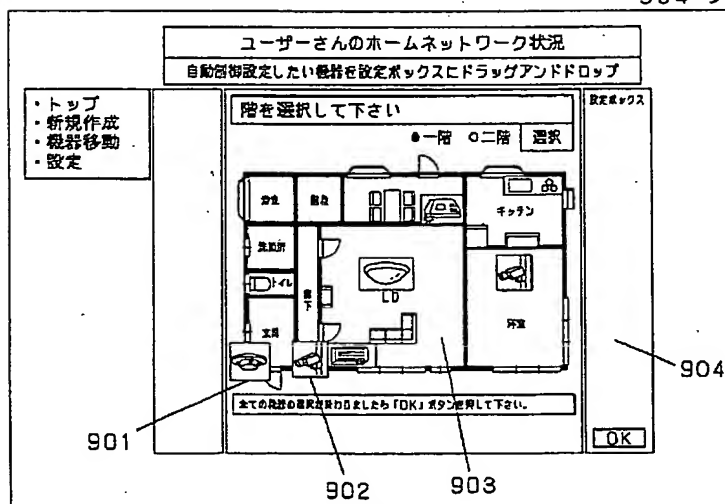 ユーザーさんのホームネットワーク状況
自動制御設定したい機器を設定ボックスにドラッグアンドドロップ
・トップ
・新規作成
・機器移動
・設定
階を選択して下さい
●一階 ○二階 選択
設定ボックス
キッチン
洗面所
トイレ
廊下
LD
玄関
全ての機器の選択が終わりましたら「OK」ボタンを押して下さい。
OK
901
902
903
904